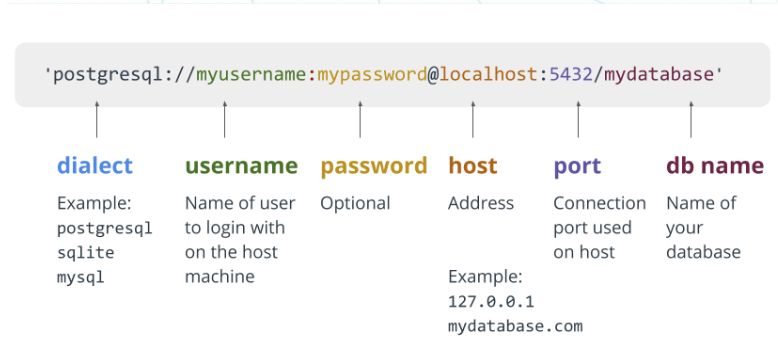 'postgresql://myusername:mypassword@localhost:5432/mydatabase'
dialect
Example:
postgresql
sqlite
mysql
username
Name of user
to login with
on the host
machine
password
Optional
host
Address
Example:
127.0.0.1
mydatabase.com
port
Connection
port used
on host
db name
Name of
your
database